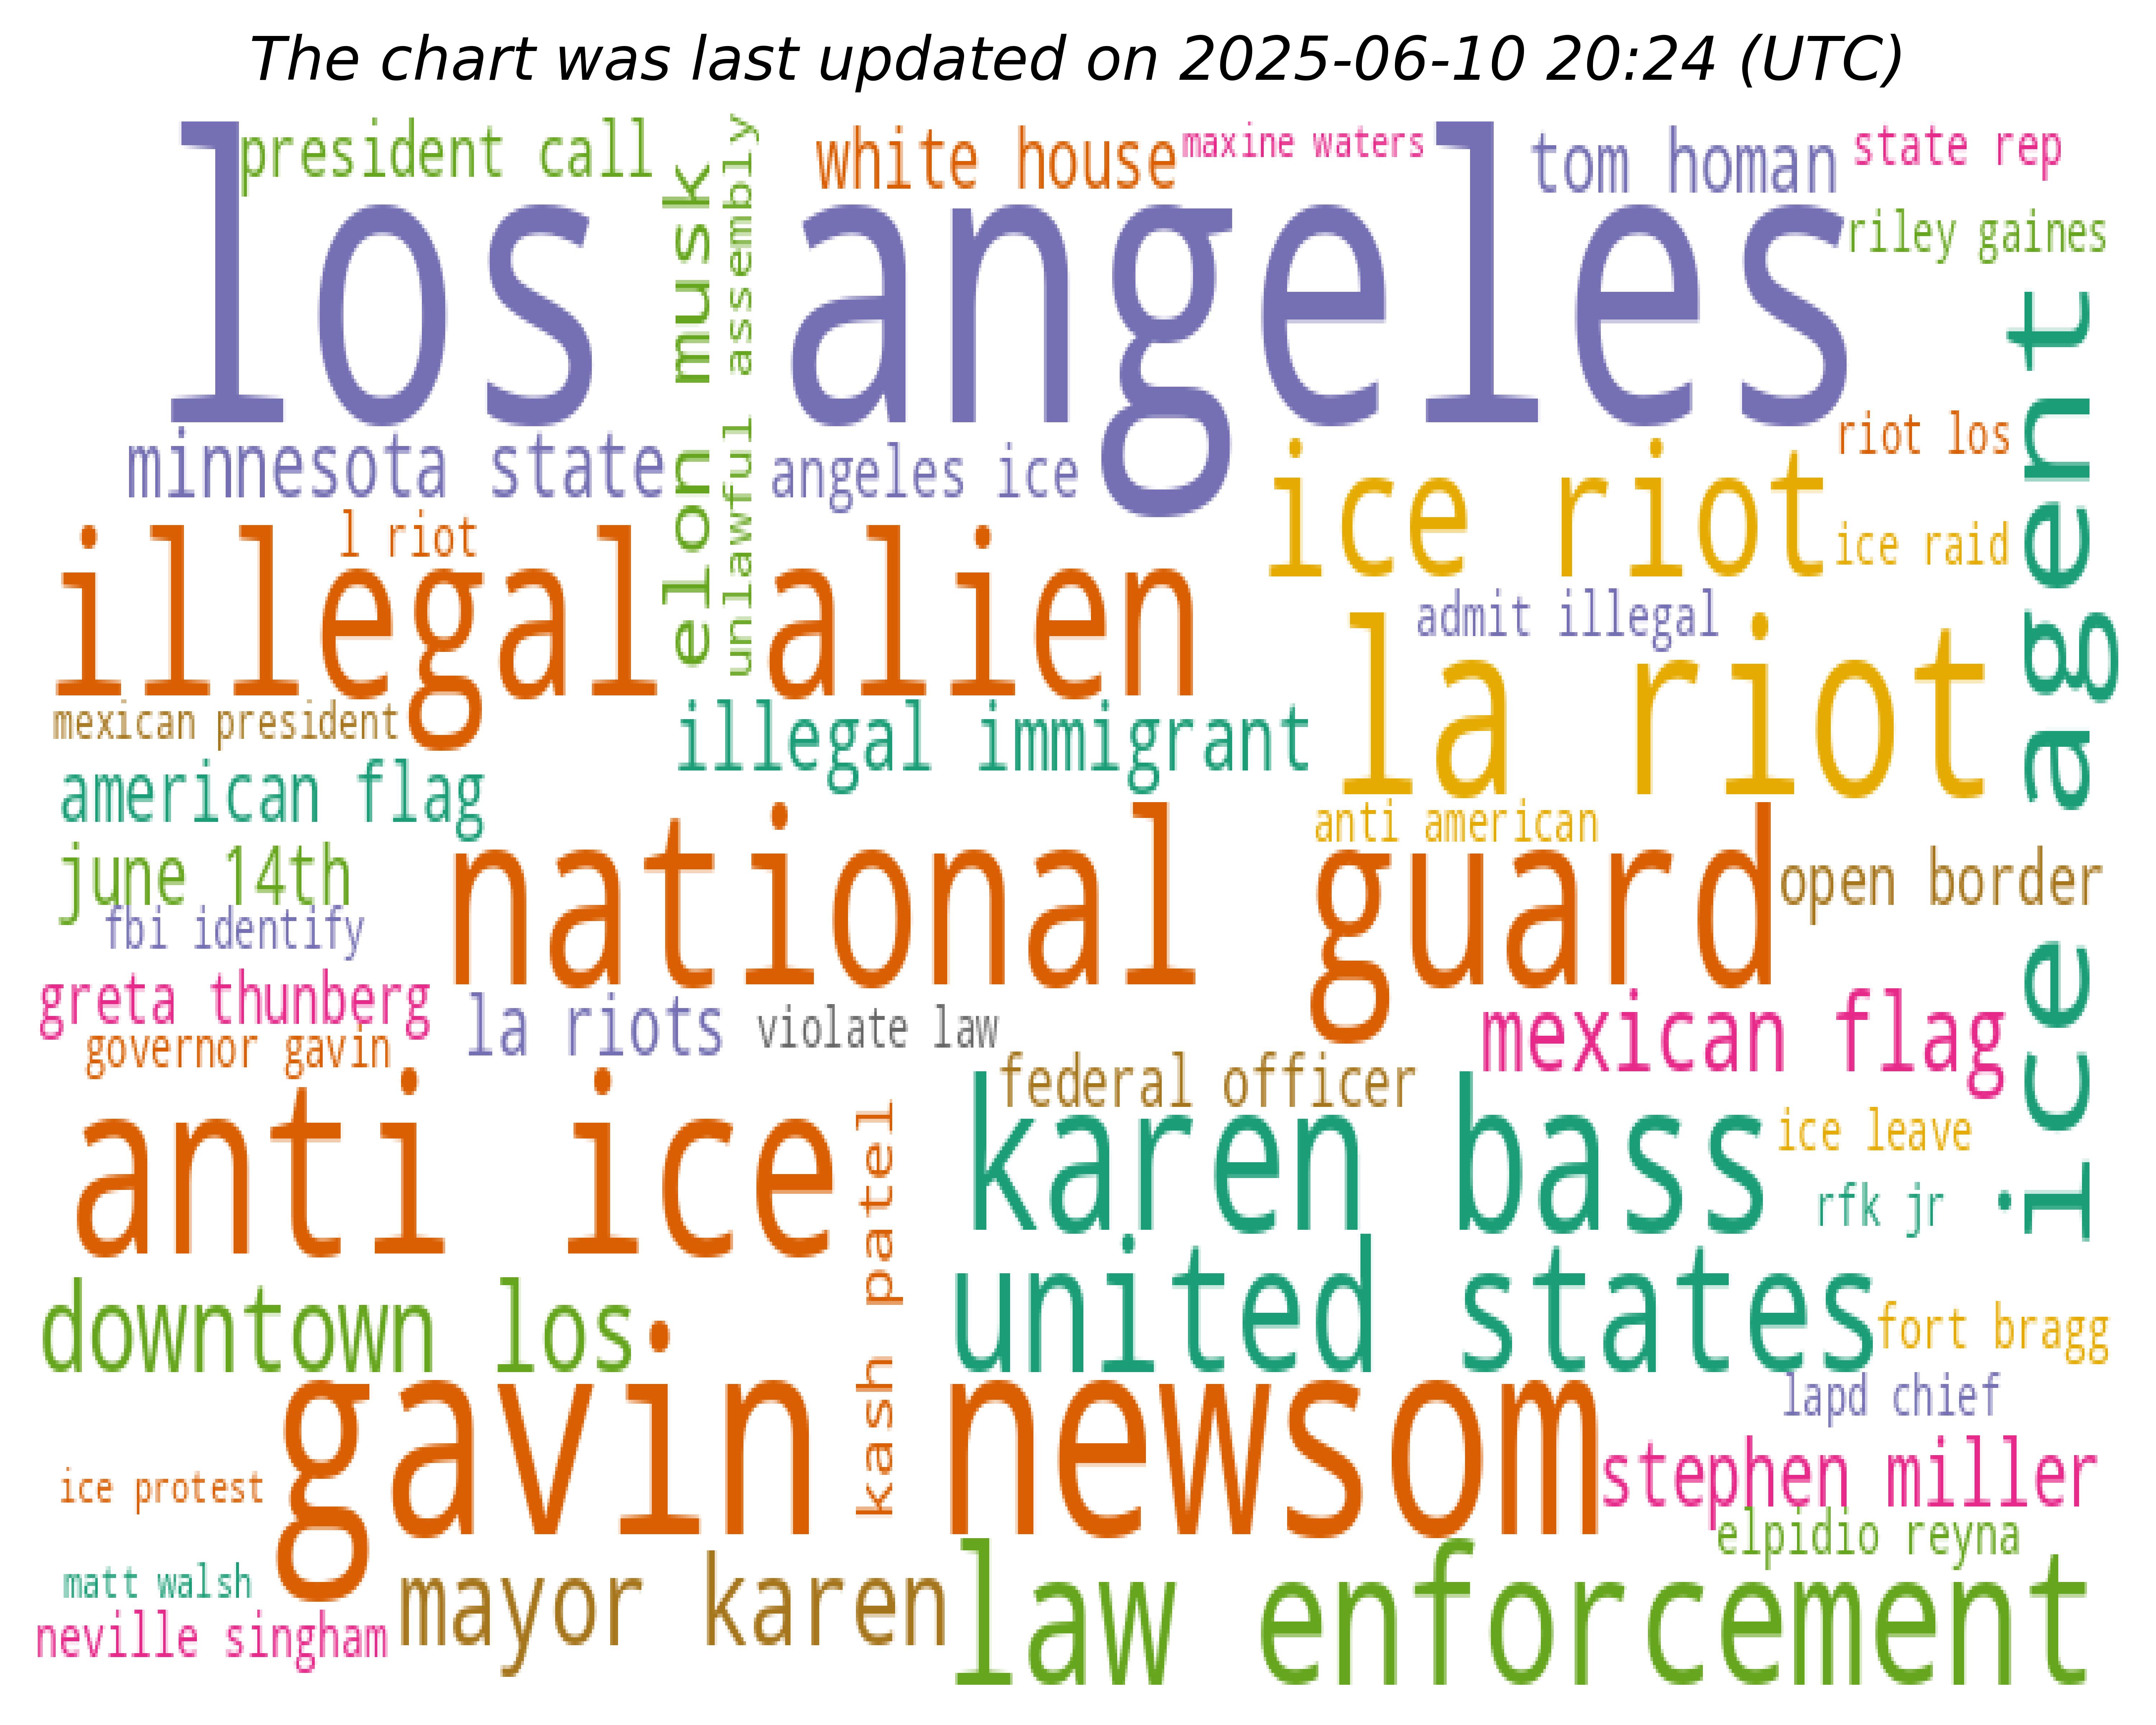 The chart was last updated on 2025-06-10 20:24 (UTC)
president call
white house
maxine waters
tom homan
state rep
los angeles
elon musk
unlawful assembly
riley gaines
ice agent
minnesota state
angeles ice
ice riot
riot los
l riot
illegal alien
ice raid
admit illegal
la riot
mexican president
illegal immigrant
american flag
anti american
national guard
june 14th
open border
fbi identify
greta thunberg
la riots
violate law
mexican flag
governor gavin
federal officer
anti ice
kash patel
karen bass
ice leave
rfk jr
downtown los
united states
fort bragg
gavin newsom
lapd chief
ice protest
stephen miller
elpidio reyna
matt walsh
mayor karen
law enforcement
neville singham